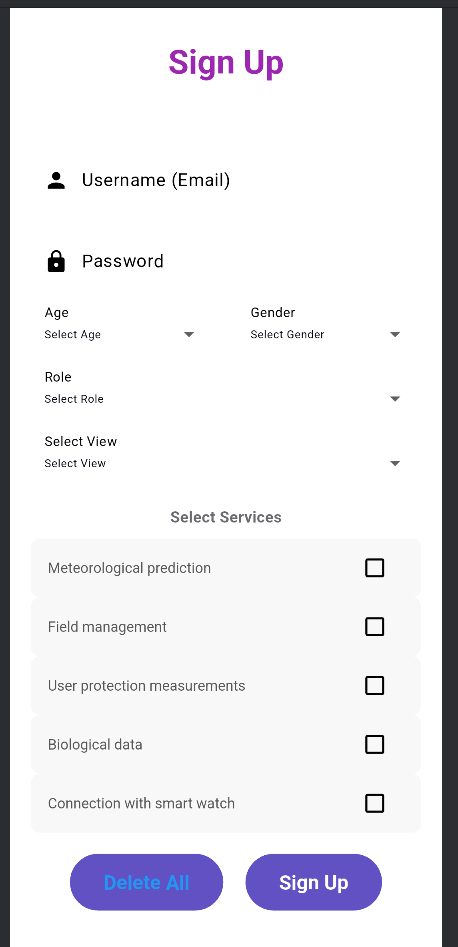 Sign Up
Username (Email)
Password
Age
Gender
Select Age
Select Gender
Role
Select Role
Select View
Select View
Select Services
Meteorological prediction
Field management
User protection measurements
Biological data
Connection with smart watch
Delete All
Sign Up